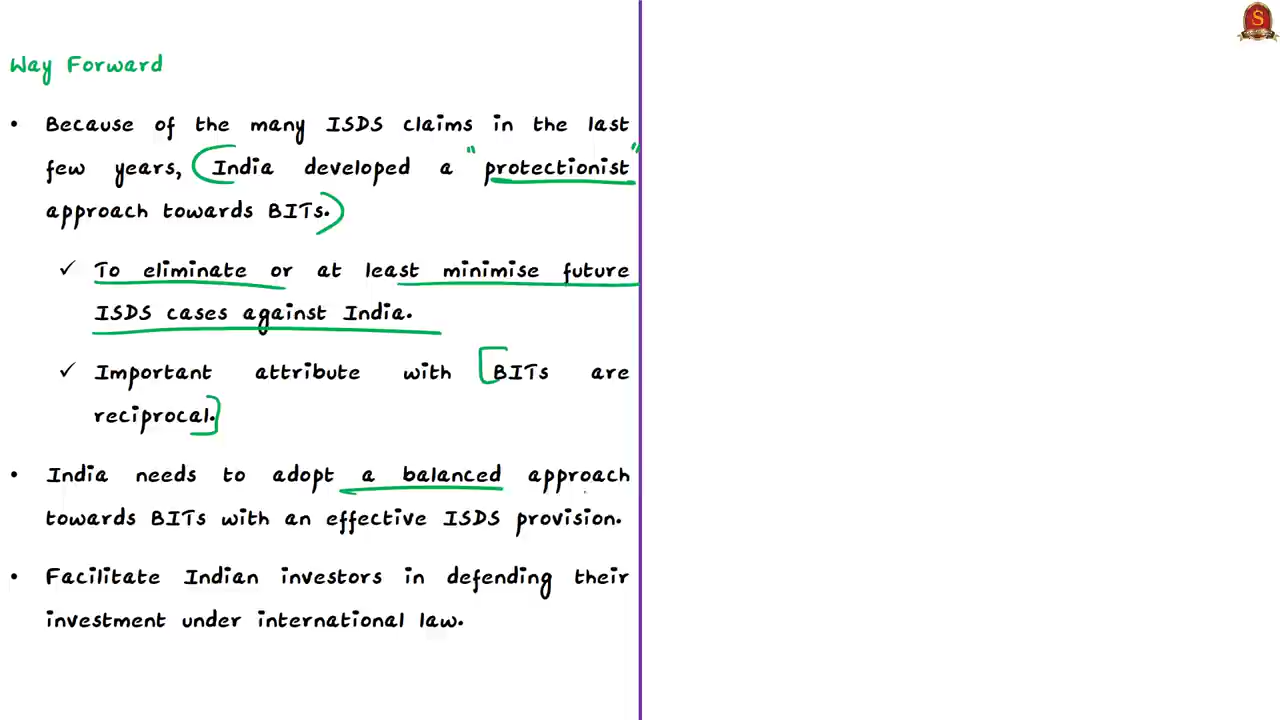 Way Forward
• Because of the many ISDS claims in the last
few years, India developed a "protectionist"
approach towards BITs.
✓ To eliminate or at least minimise future
ISDS cases against India.
✓ Important attribute with BITs are
reciprocal.
• India needs to adopt a balanced approach
towards BITs with an effective ISDS provision.
• Facilitate Indian investors in defending their
investment under international law.
S